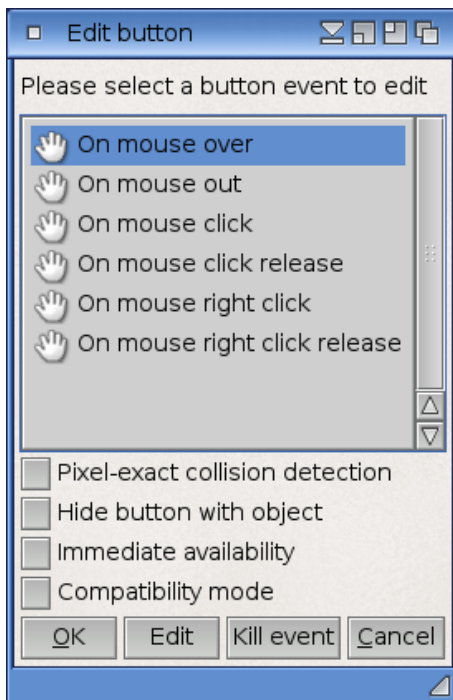 Edit button
Please select a button event to edit
On mouse over
On mouse out
On mouse click
On mouse click release
On mouse right click
On mouse right click release
Pixel-exact collision detection
Hide button with object
Immediate availability
Compatibility mode
OK Edit Kill event Cancel